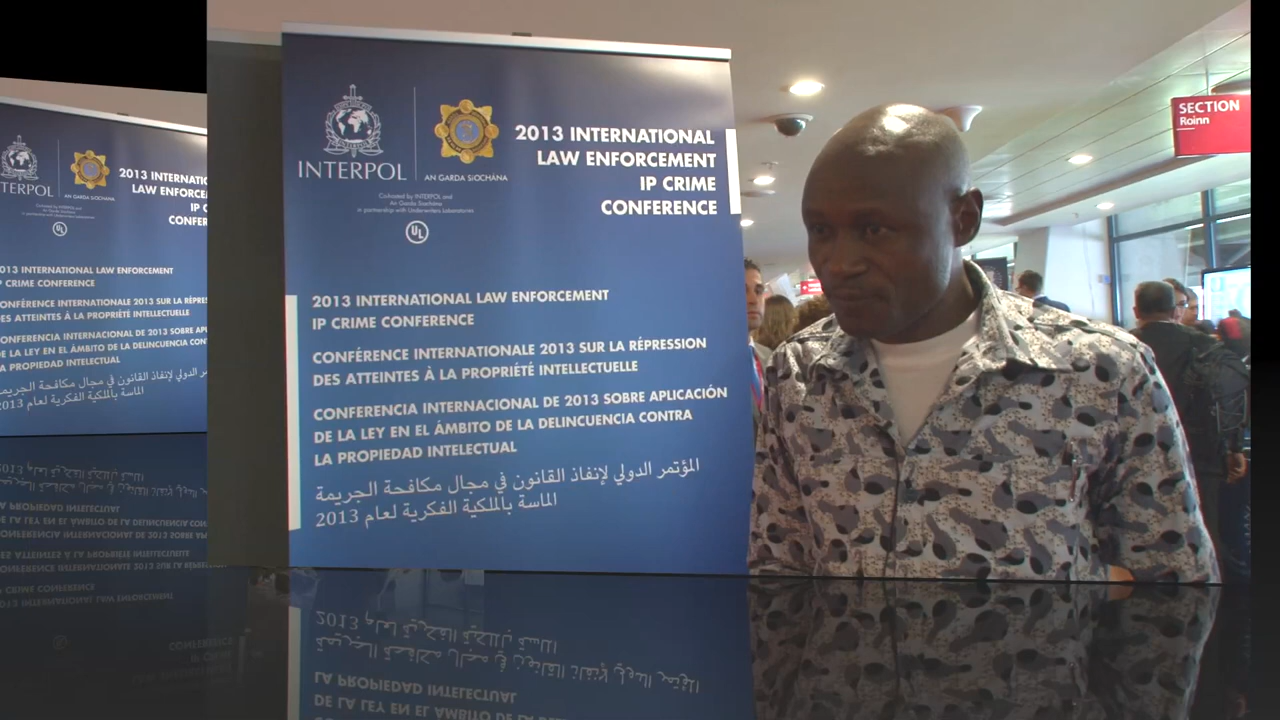 INTERPOL
AN GARDA SÍOCHÁNA
Co-hosted by INTERPOL and
An Garda Síochána
in partnership with Underwriters Laboratories
UL
2013 INTERNATIONAL
LAW ENFORCEMENT
IP CRIME
CONFERENCE
2013 INTERNATIONAL LAW ENFORCEMENT
IP CRIME CONFERENCE
CONFÉRENCE INTERNATIONALE 2013 SUR LA RÉPRESSION
DES ATTEINTES À LA PROPRIÉTÉ INTELLECTUELLE
CONFERENCIA INTERNACIONAL DE 2013 SOBRE APLICACIÓN
DE LA LEY EN EL ÁMBITO DE LA DELINCUENCIA CONTRA
LA PROPIEDAD INTELECTUAL
المؤتمر الدولي لإنفاذ القانون في مجال مكافحة الجريمة
الماسة بالملكية الفكرية لعام 2013
SECTION
Roinn